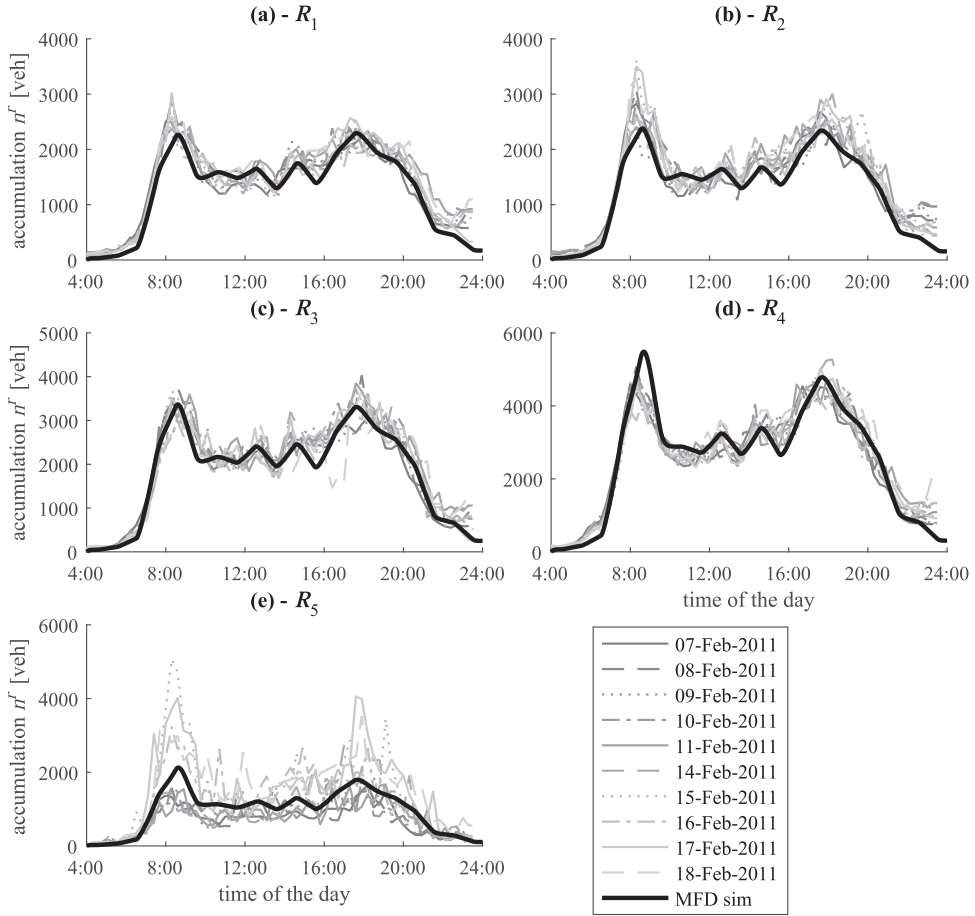 (a) - R1
accumulation n^r [veh]
4000
3000
2000
1000
0
4:00 8:00 12:00 16:00 20:00 24:00
(b) - R2
4000
3000
2000
1000
0
4:00 8:00 12:00 16:00 20:00 24:00
(c) - R3
accumulation n^r [veh]
5000
4000
3000
2000
1000
0
4:00 8:00 12:00 16:00 20:00 24:00
(d) - R4
6000
4000
2000
0
4:00 8:00 12:00 16:00 20:00 24:00
time of the day
(e) - R5
accumulation n^r [veh]
6000
4000
2000
0
4:00 8:00 12:00 16:00 20:00 24:00
time of the day
07-Feb-2011
08-Feb-2011
09-Feb-2011
10-Feb-2011
11-Feb-2011
14-Feb-2011
15-Feb-2011
16-Feb-2011
17-Feb-2011
18-Feb-2011
MFD sim